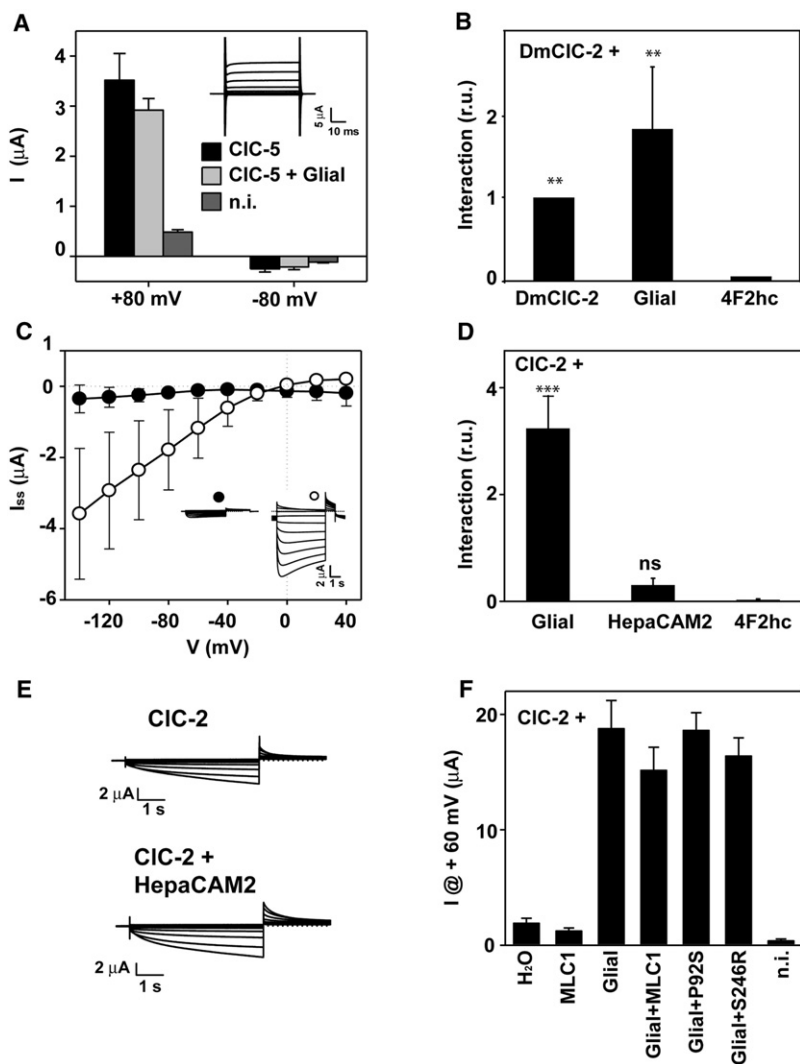 A
4
3
2
1
0
I (μA)
5 μA
10 ms
ClC-5
ClC-5 + Glial
n.i.
+80 mV
-80 mV
B
DmClC-2 +
**
**
2
1
0
Interaction (r.u.)
DmClC-2
Glial
4F2hc
C
1
0
-2
-4
-6
Iss (μA)
2 μA
1 s
-120
-80
-40
0
40
V (mV)
D
ClC-2 +
***
ns
4
2
0
Interaction (r.u.)
Glial
HepaCAM2
4F2hc
E
ClC-2
2 μA
1 s
ClC-2 +
HepaCAM2
2 μA
1 s
F
ClC-2 +
20
10
0
I @ + 60 mV (μA)
H2O
MLC1
Glial
Glial+MLC1
Glial+P92S
Glial+S246R
n.i.